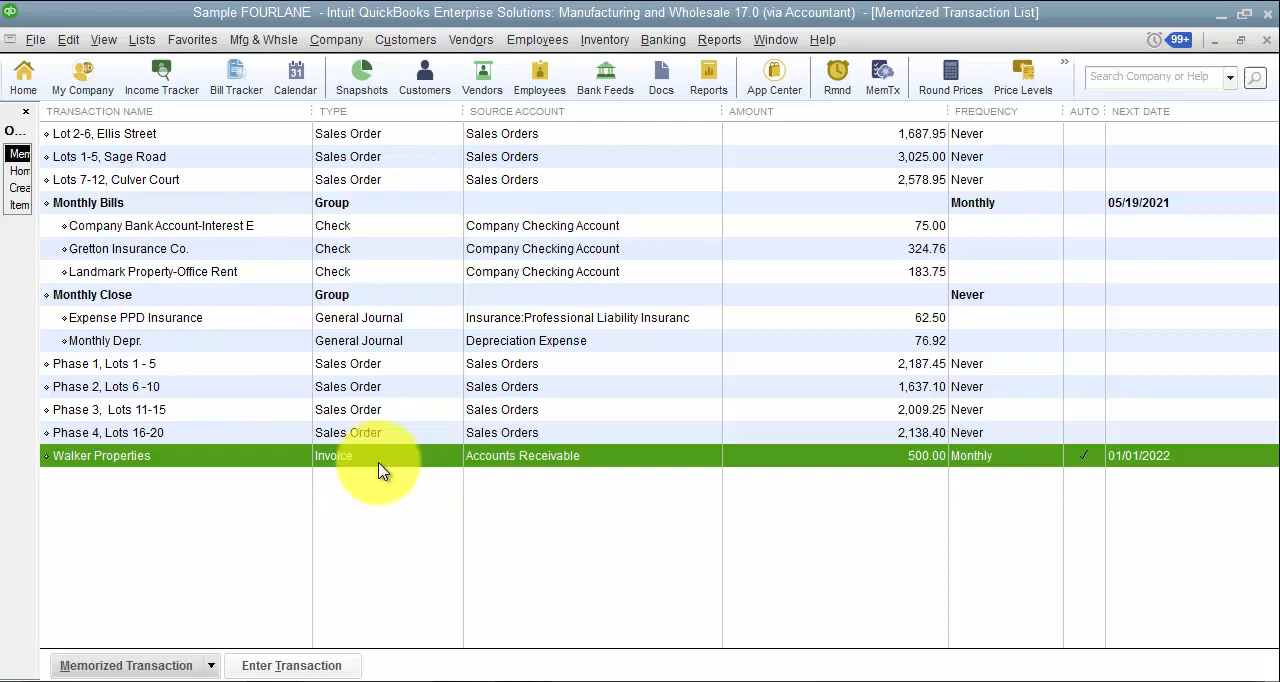 qb Sample FOURLANE - Intuit QuickBooks Enterprise Solutions: Manufacturing and Wholesale 17.0 (via Accountant) - [Memorized Transaction List]
File Edit View Lists Favorites Mfg & Whsle Company Customers Vendors Employees Inventory Banking Reports Window Help 99+
Home My Company Income Tracker Bill Tracker Calendar Snapshots Customers Vendors Employees Bank Feeds Docs Reports App Center Rmnd MemTx Round Prices Price Levels Search Company or Help
TRANSACTION NAME TYPE SOURCE ACCOUNT AMOUNT FREQUENCY AUTO NEXT DATE
O...
Mem
Hom
Crea
Item
Lot 2-6, Ellis Street Sales Order Sales Orders 1,687.95 Never
Lots 1-5, Sage Road Sales Order Sales Orders 3,025.00 Never
Lots 7-12, Culver Court Sales Order Sales Orders 2,578.95 Never
Monthly Bills Group Monthly 05/19/2021
Company Bank Account-Interest E Check Company Checking Account 75.00
Gretton Insurance Co. Check Company Checking Account 324.76
Landmark Property-Office Rent Check Company Checking Account 183.75
Monthly Close Group Never
Expense PPD Insurance General Journal Insurance:Professional Liability Insuranc 62.50
Monthly Depr. General Journal Depreciation Expense 76.92
Phase 1, Lots 1 - 5 Sales Order Sales Orders 2,187.45 Never
Phase 2, Lots 6 -10 Sales Order Sales Orders 1,637.10 Never
Phase 3, Lots 11-15 Sales Order Sales Orders 2,009.25 Never
Phase 4, Lots 16-20 Sales Order Sales Orders 2,138.40 Never
Walker Properties Invoice Accounts Receivable 500.00 Monthly ✓ 01/01/2022
Memorized Transaction Enter Transaction